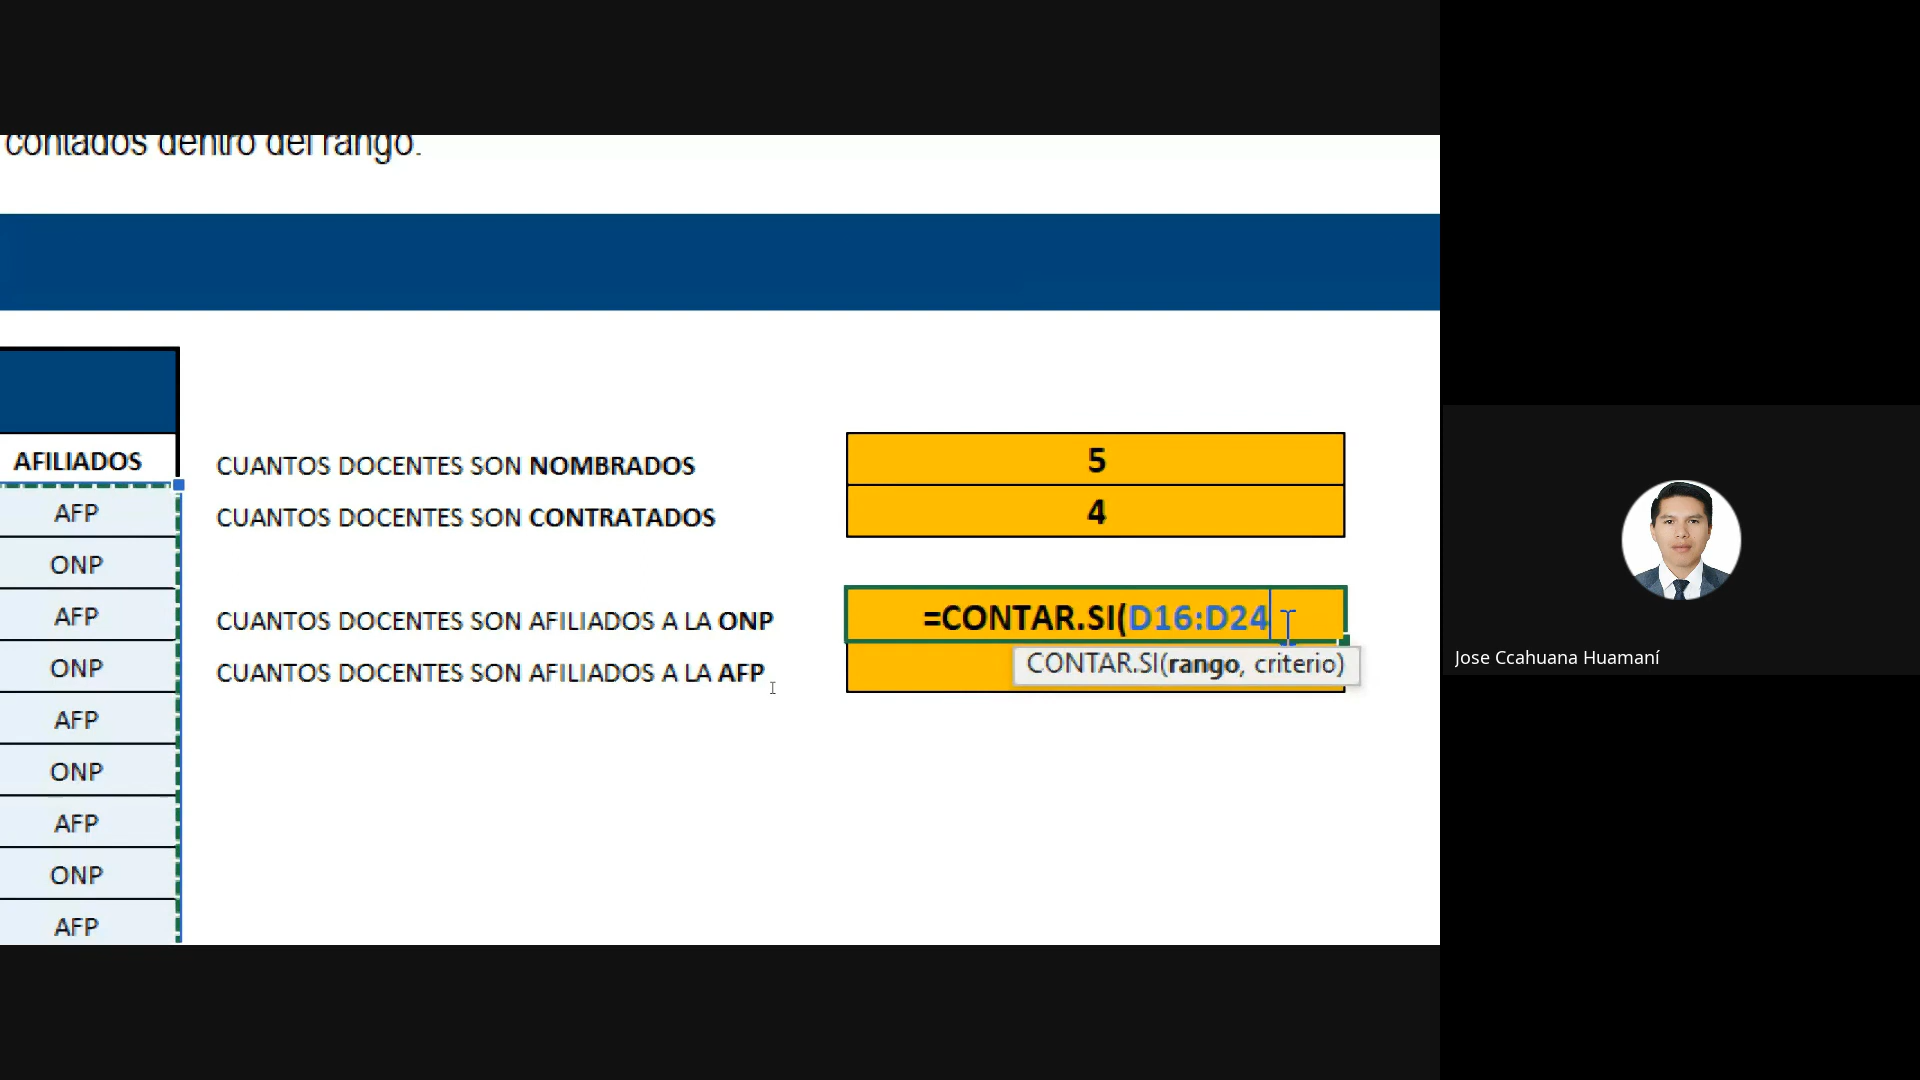 contados dentro del rango.
AFILIADOS
AFP
ONP
AFP
ONP
AFP
ONP
AFP
ONP
AFP
CUANTOS DOCENTES SON NOMBRADOS
5
CUANTOS DOCENTES SON CONTRATADOS
4
CUANTOS DOCENTES SON AFILIADOS A LA ONP
=CONTAR.SI(D16:D24
CONTAR.SI(rango, criterio)
CUANTOS DOCENTES SON AFILIADOS A LA AFP
Jose Ccahuana Huamaní